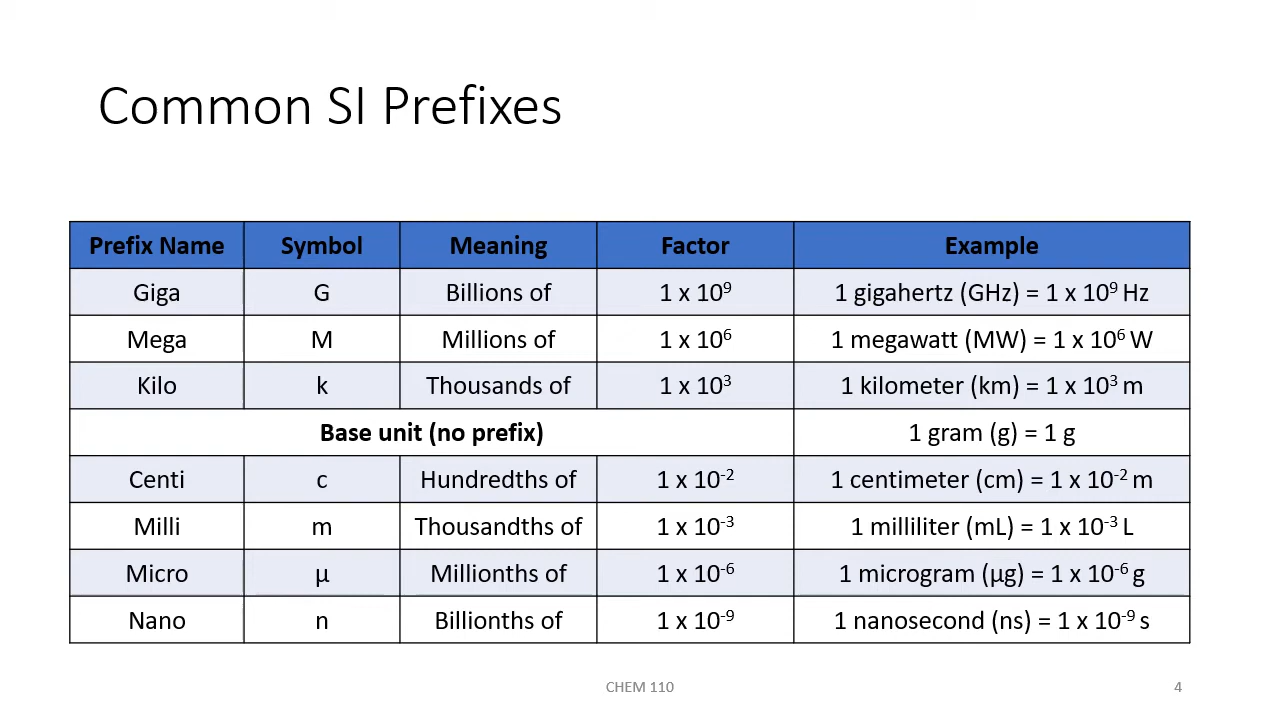 Common SI Prefixes
Prefix Name Symbol Meaning Factor Example
Giga G Billions of 1 x 10⁹ 1 gigahertz (GHz) = 1 x 10⁹ Hz
Mega M Millions of 1 x 10⁶ 1 megawatt (MW) = 1 x 10⁶ W
Kilo k Thousands of 1 x 10³ 1 kilometer (km) = 1 x 10³ m
Base unit (no prefix) 1 gram (g) = 1 g
Centi c Hundredths of 1 x 10⁻² 1 centimeter (cm) = 1 x 10⁻² m
Milli m Thousandths of 1 x 10⁻³ 1 milliliter (mL) = 1 x 10⁻³ L
Micro µ Millionths of 1 x 10⁻⁶ 1 microgram (µg) = 1 x 10⁻⁶ g
Nano n Billionths of 1 x 10⁻⁹ 1 nanosecond (ns) = 1 x 10⁻⁹ s
CHEM 110 4